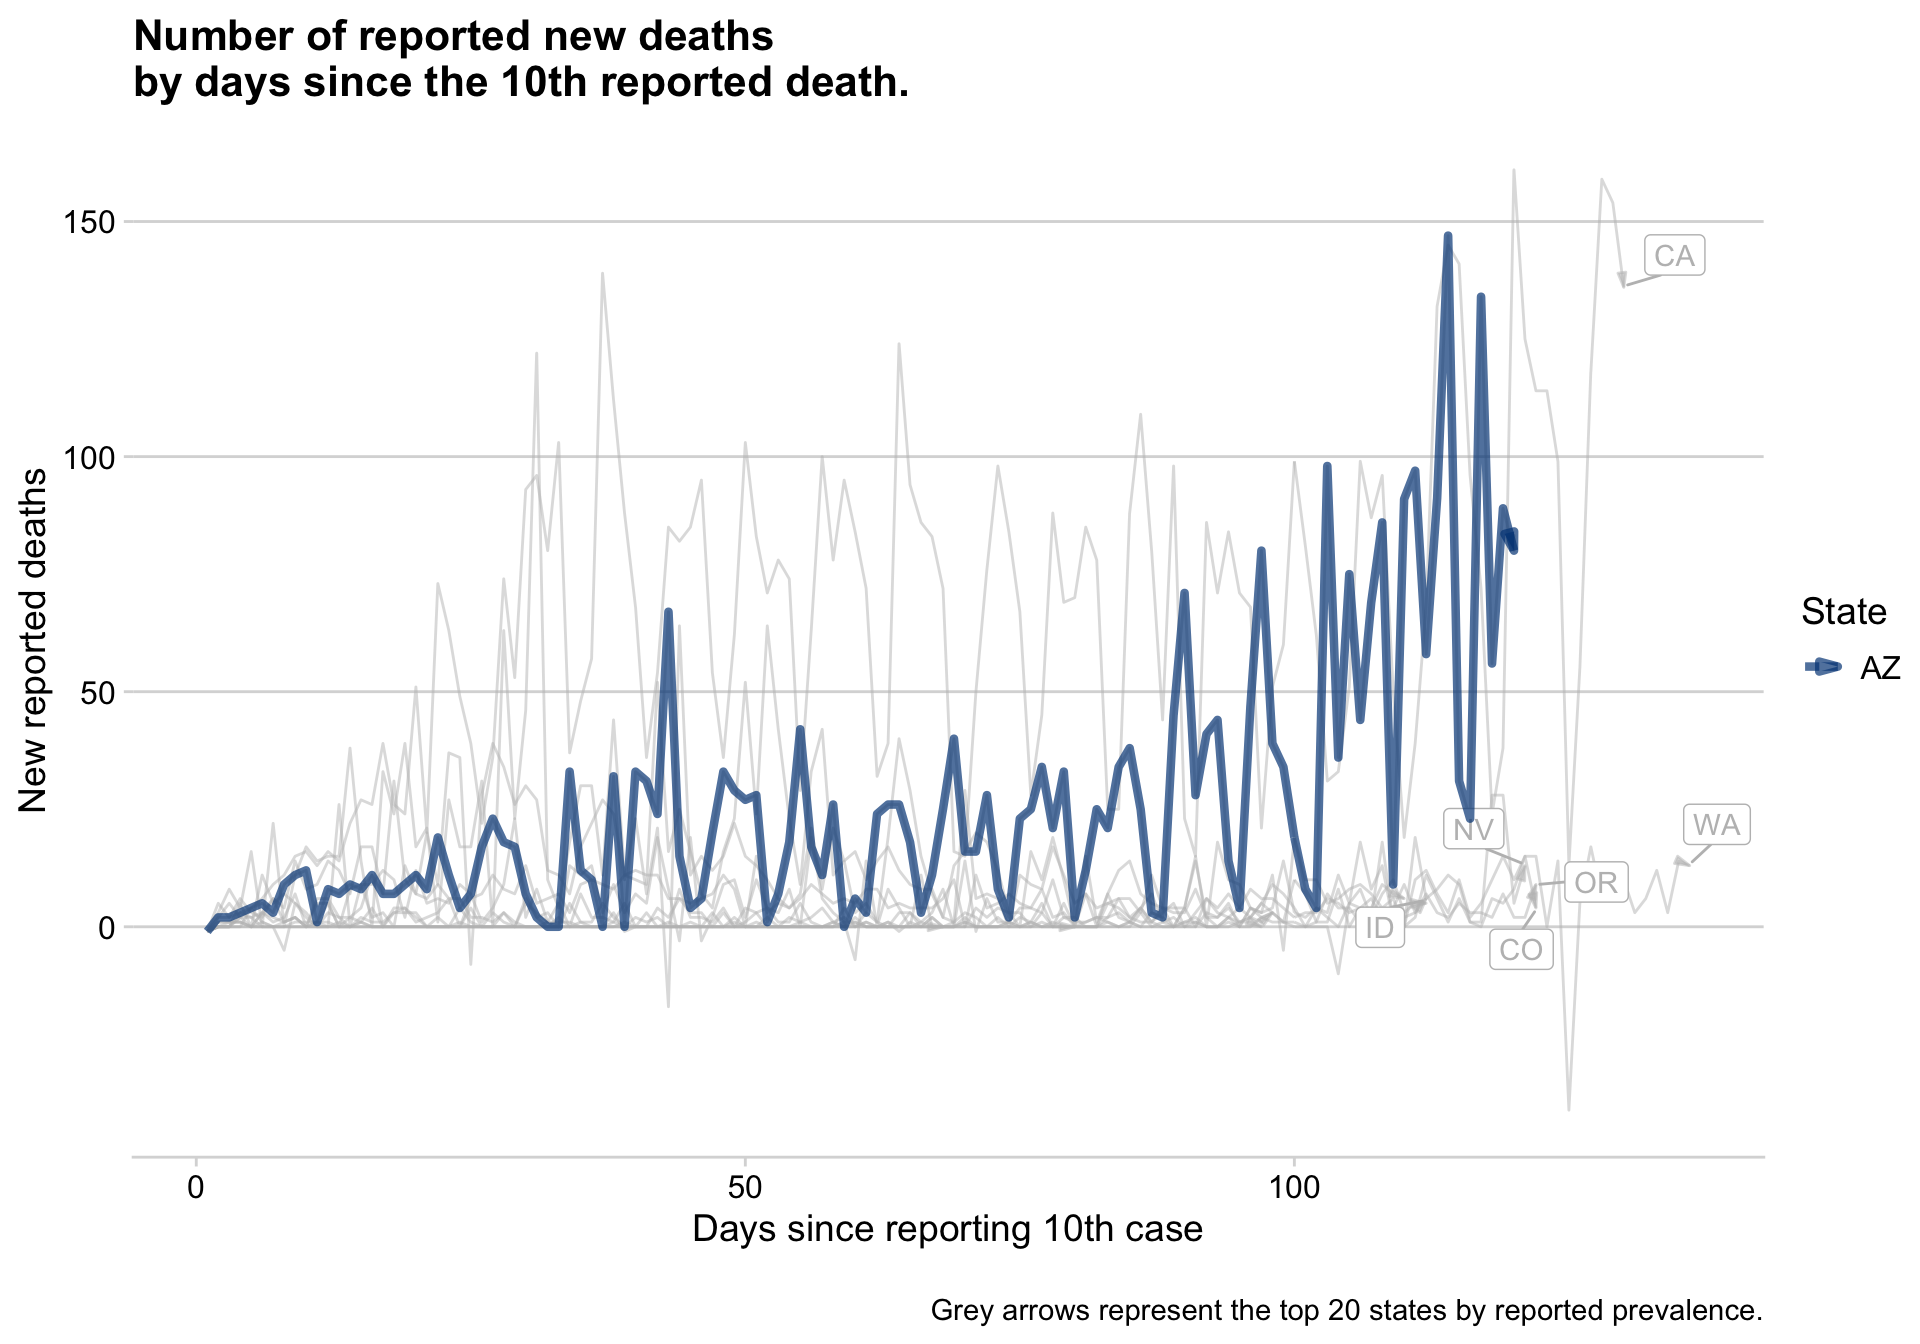 Number of reported new deaths
by days since the 10th reported death.
150
100
50
0
New reported deaths
CA
NV
WA
OR
ID
CO
State
AZ
0
50
100
Days since reporting 10th case
Grey arrows represent the top 20 states by reported prevalence.